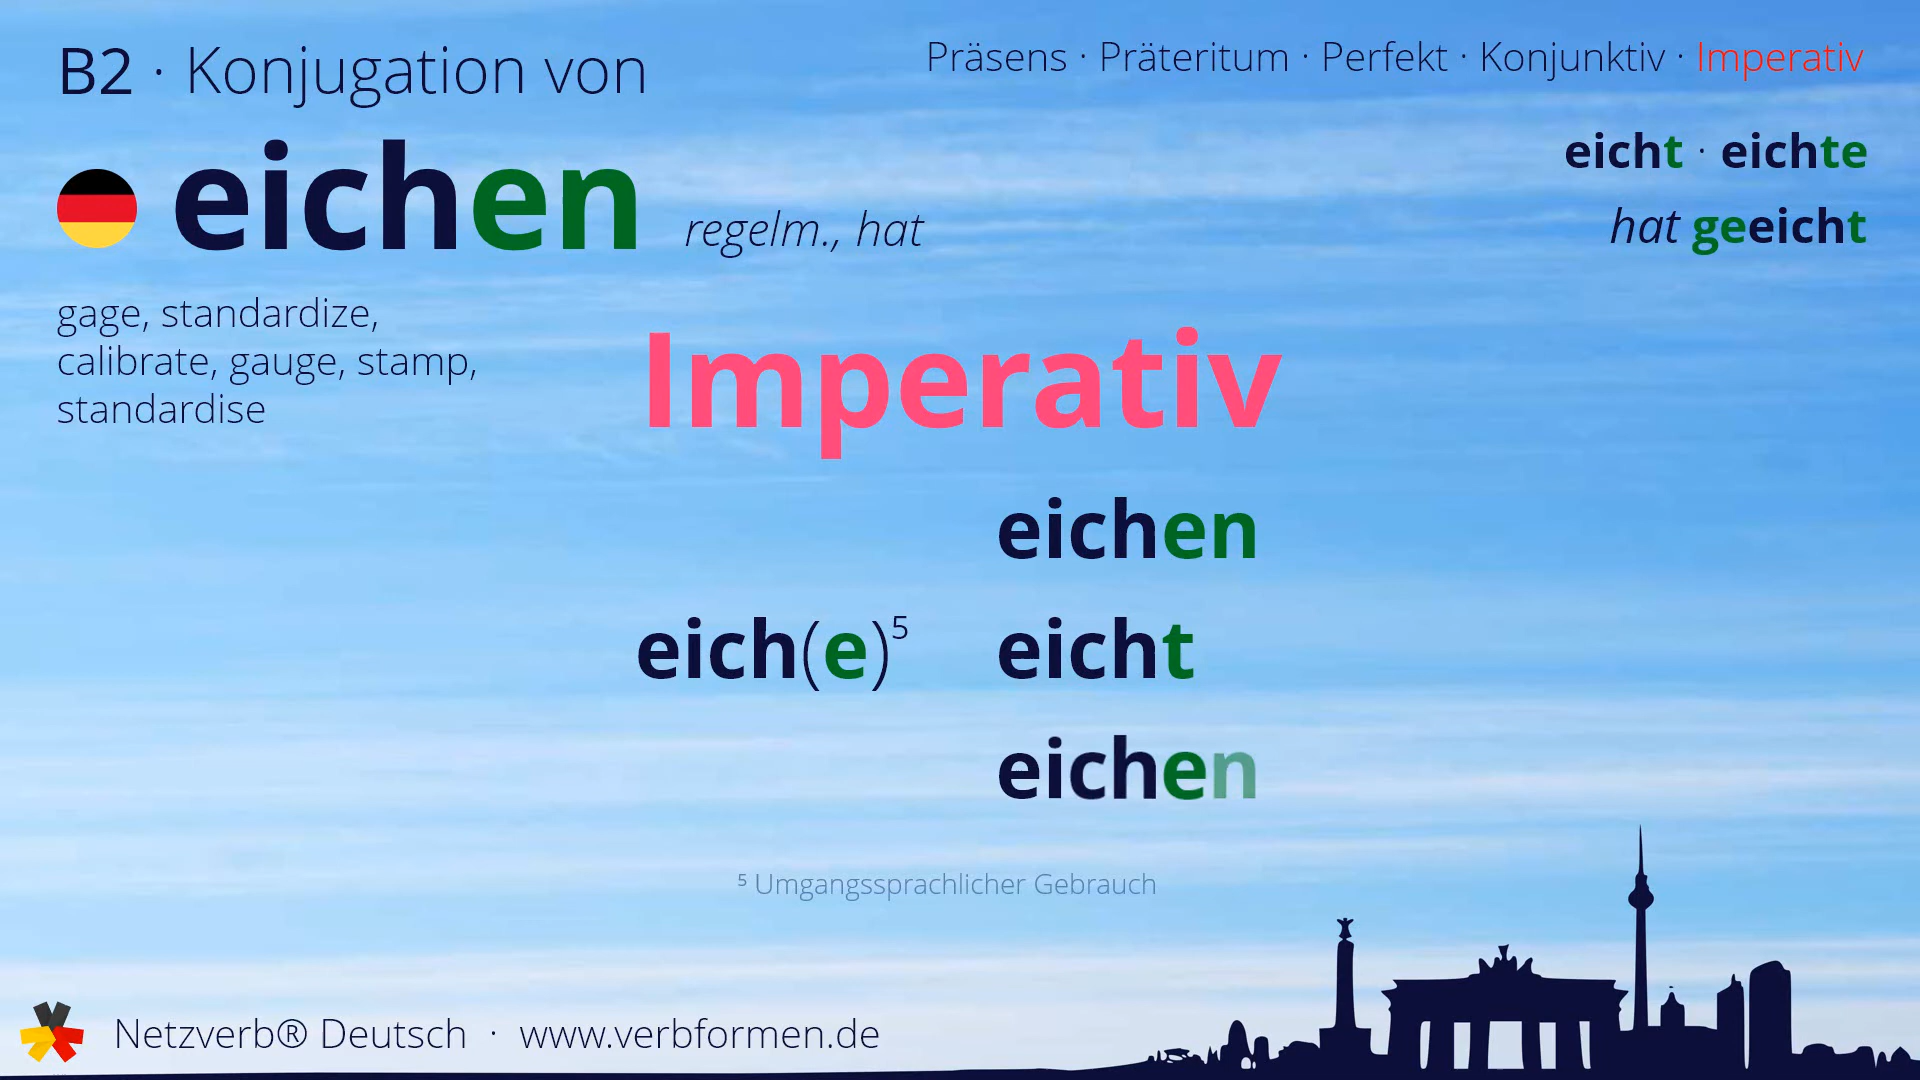 B2 · Konjugation von
Präsens · Präteritum · Perfekt · Konjunktiv · Imperativ
eichen regelm., hat
eicht · eichte
hat geeicht
gage, standardize,
calibrate, gauge, stamp,
standardise
Imperativ
eichen
eich(e)⁵ eicht
eichen
⁵ Umgangssprachlicher Gebrauch
Netzverb® Deutsch · www.verbformen.de